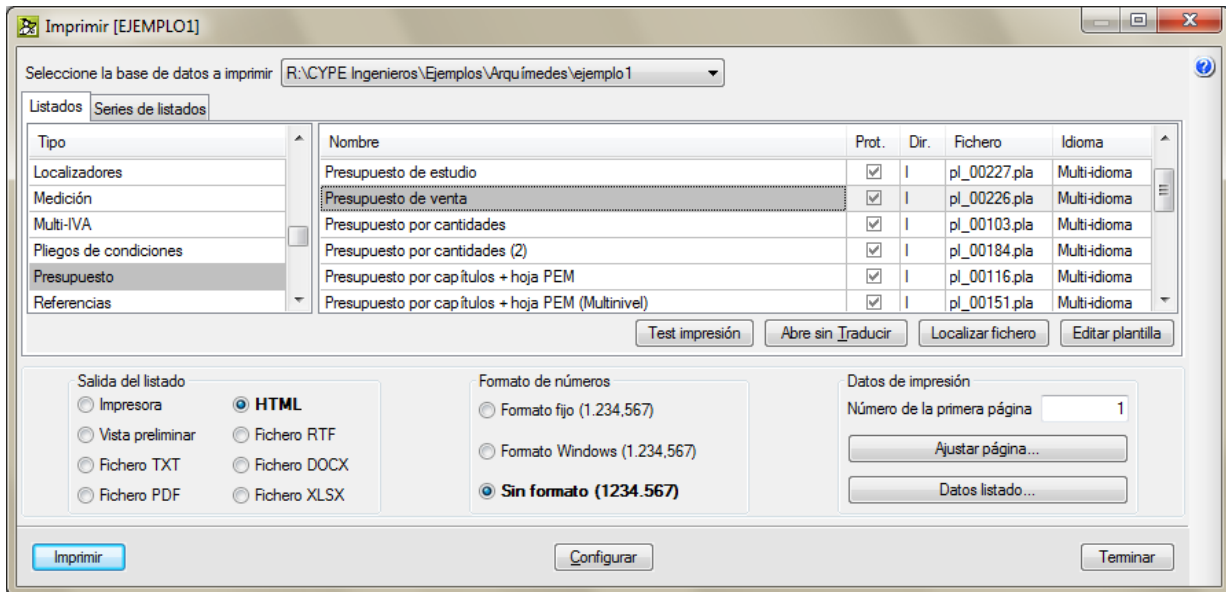 Imprimir [EJEMPLO1]
Seleccione la base de datos a imprimir R:\CYPE Ingenieros\Ejemplos\Arquímedes\ejemplo1
Listados Series de listados
Tipo Nombre Prot. Dir. Fichero Idioma
Localizadores Presupuesto de estudio I pl_00227.pla Multi-idioma
Medición Presupuesto de venta I pl_00226.pla Multi-idioma
Multi-IVA Presupuesto por cantidades I pl_00103.pla Multi-idioma
Pliegos de condiciones Presupuesto por cantidades (2) I pl_00184.pla Multi-idioma
Presupuesto Presupuesto por capítulos + hoja PEM I pl_00116.pla Multi-idioma
Referencias Presupuesto por capítulos + hoja PEM (Multinivel) I pl_00151.pla Multi-idioma
Test impresión Abre sin Traducir Localizar fichero Editar plantilla
Salida del listado Formato de números Datos de impresión
Impresora HTML Formato fijo (1.234,567) Número de la primera página 1
Vista preliminar Fichero RTF Formato Windows (1.234,567) Ajustar página...
Fichero TXT Fichero DOCX
Fichero PDF Fichero XLSX Sin formato (1234.567) Datos listado...
Imprimir Configurar Terminar